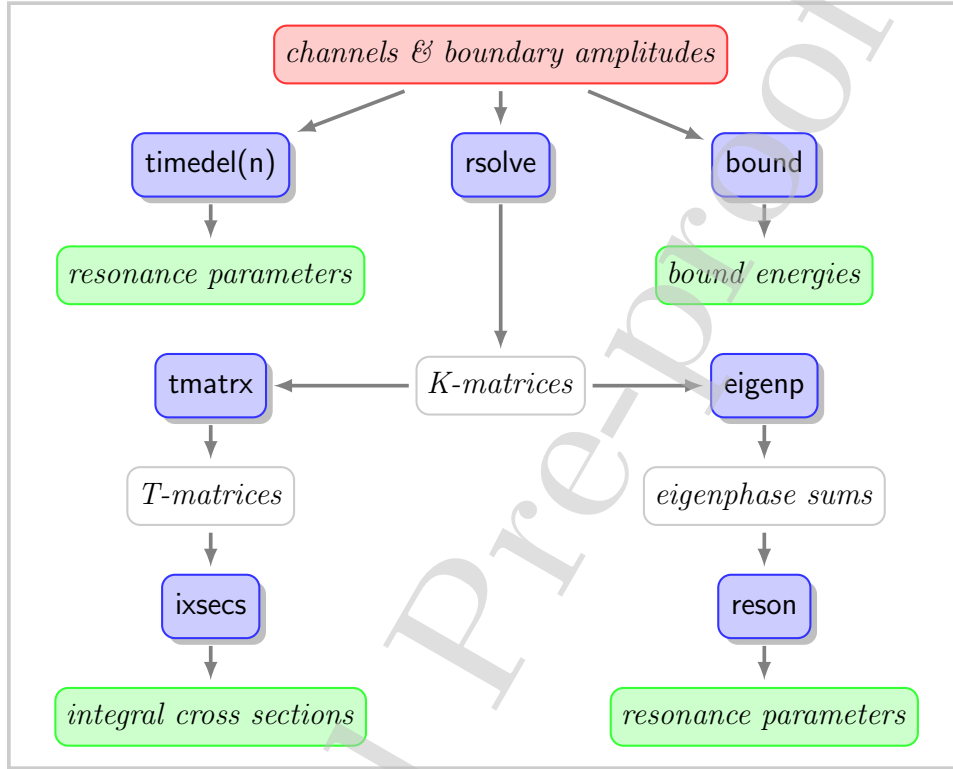 channels & boundary amplitudes
timedel(n)
rsolve
bound
resonance parameters
bound energies
tmatrx
K-matrices
eigenp
T-matrices
eigenphase sums
ixsecs
reson
integral cross sections
resonance parameters
Pre-proof